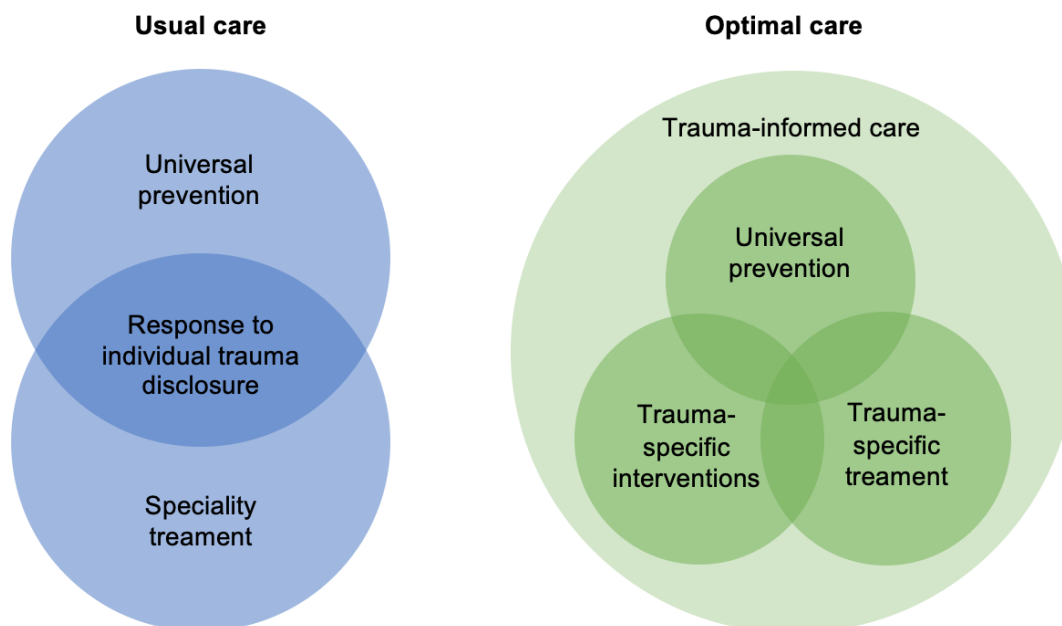 Usual care
Universal
prevention
Response to
individual trauma
disclosure
Speciality
treament
Optimal care
Trauma-informed care
Universal
prevention
Trauma-
specific
interventions
Trauma-
specific
treament